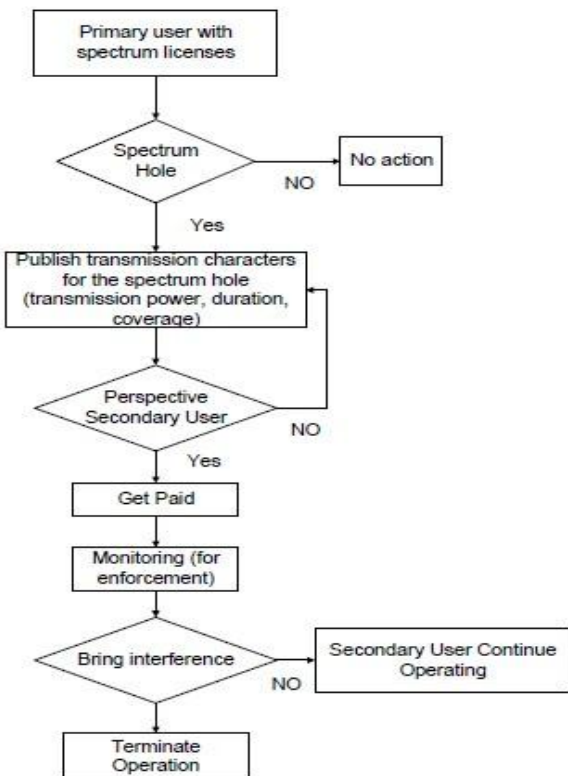 Primary user with
spectrum licenses
Spectrum
Hole
NO
No action
Yes
Publish transmission characters
for the spectrum hole
(transmission power, duration,
coverage)
Perspective
Secondary User
NO
Yes
Get Paid
Monitoring (for
enforcement)
Bring interference
NO
Secondary User Continue
Operating
Terminate
Operation